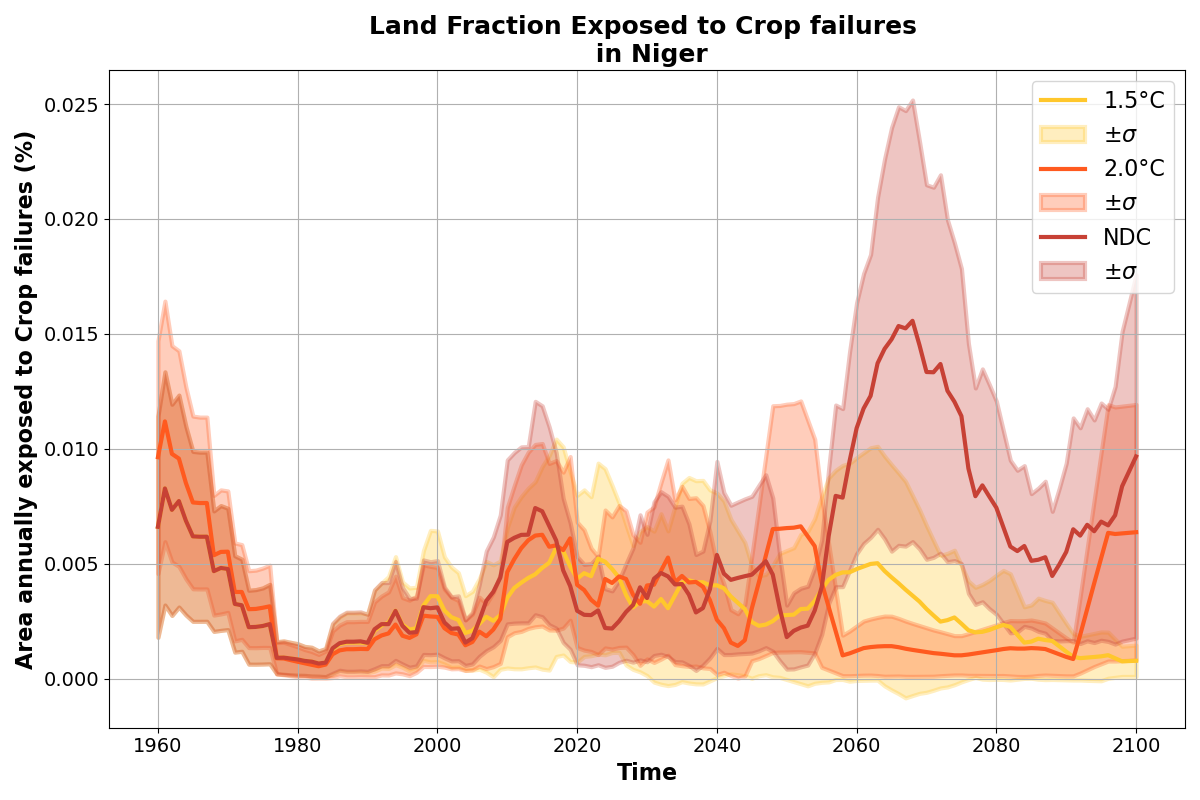 Land Fraction Exposed to Crop failures
in Niger
Area annually exposed to Crop failures (%)
0.025
0.020
0.015
0.010
0.005
0.000
1960
1980
2000
2020
2040
2060
2080
2100
Time
1.5°C
±σ
2.0°C
±σ
NDC
±σ